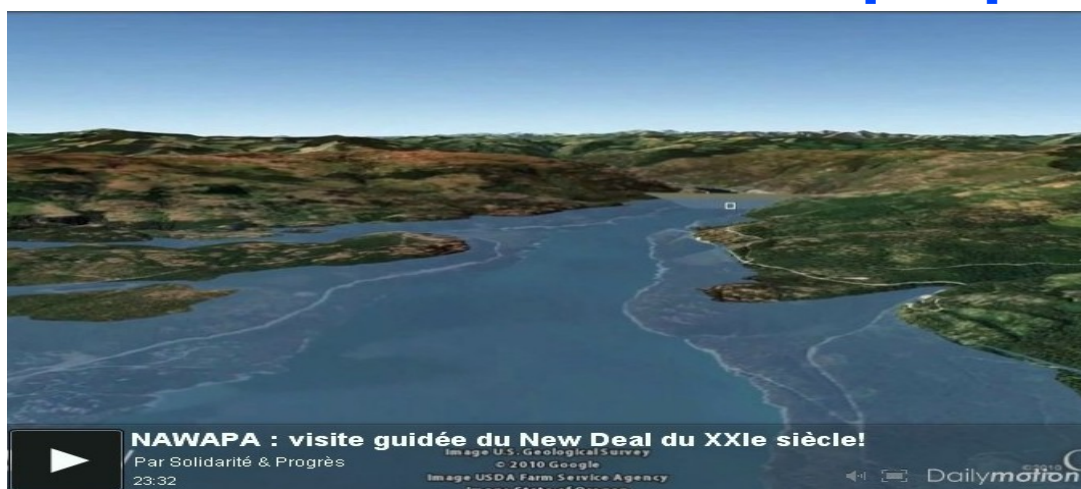 NAWAPA : visite guidée du New Deal du XXIe siècle!
Image U.S. Geological Survey
Par Solidarité & Progrès
© 2010 Google
23:32
Image USDA Farm Service Agency
Dailymotion
©2010